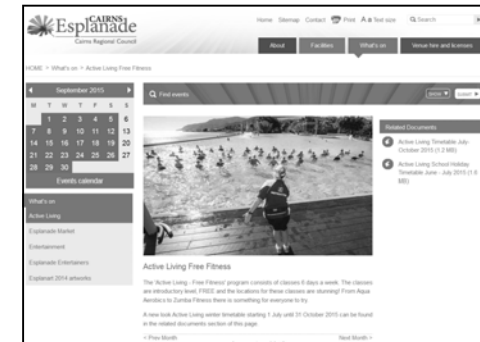 CAIRNS
Esplanade
Cairns Regional Council
Home Sitemap Contact Print A a Text size Search
About Facilities What's on Venue hire and licenses
HOME > What's on > Active Living Free Fitness
September 2015
M T W T F S S
1 2 3 4 5 6
7 8 9 10 11 12 13
14 15 16 17 18 19 20
21 22 23 24 25 26 27
28 29 30
Events calendar
What's on
Active Living
Esplanade Market
Entertainment
Esplanade Entertainers
Esplanart 2014 artworks
Find events
SUBMIT
Active Living Free Fitness
The 'Active Living - Free Fitness' program consists of classes 6 days a week. The classes
are introductory level, FREE and the locations for these classes are stunning! From Aqua
Aerobics to Zumba Fitness there is something for everyone to try.
A new look Active Living winter timetable starting 1 July until 31 October 2015 can be found
in the related documents section of this page.
< Prev Month Next Month >
Related Documents
Active Living Timetable July-
October 2015 (1.2 MB)
Active Living School Holiday
Timetable June - July 2015 (1.6
MB)